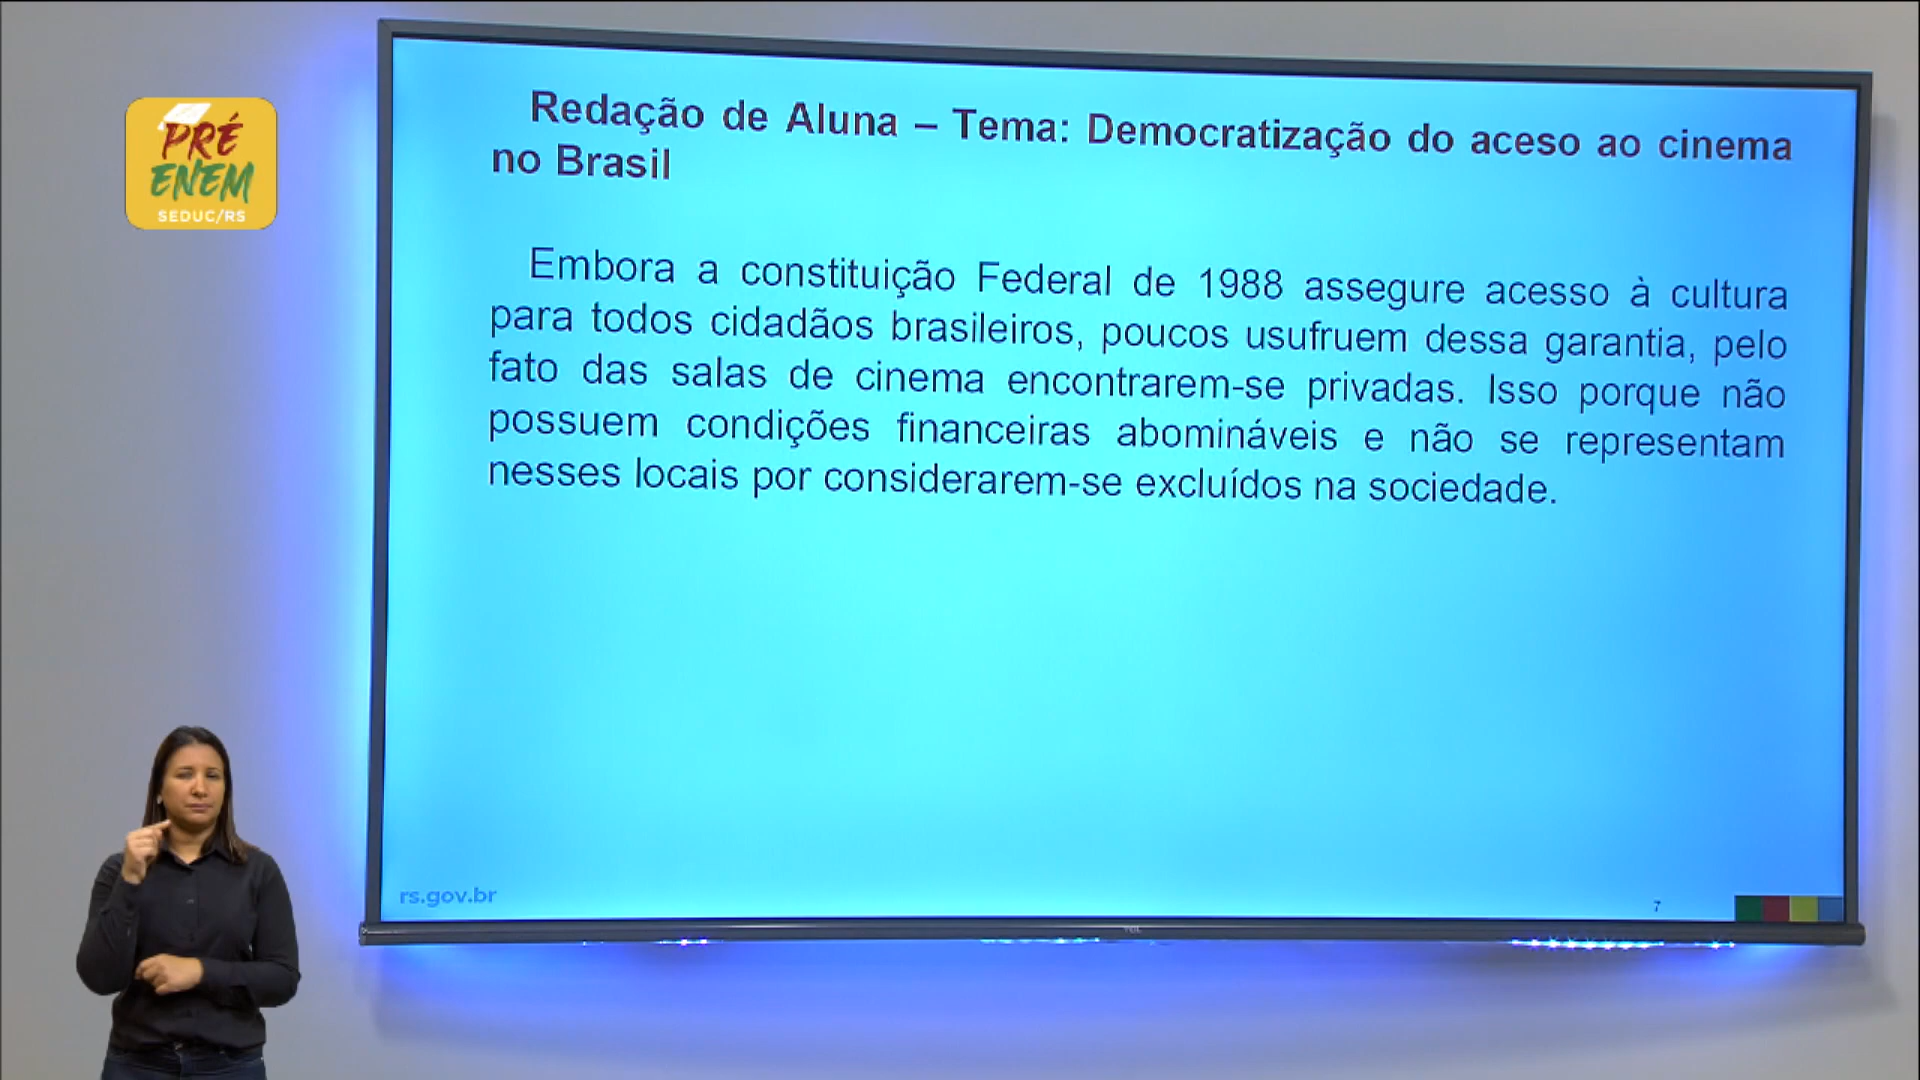 PRÉ
ENEM
SEDUC/RS
Redação de Aluna – Tema: Democratização do aceso ao cinema
no Brasil
Embora a constituição Federal de 1988 assegure acesso à cultura
para todos cidadãos brasileiros, poucos usufruem dessa garantia, pelo
fato das salas de cinema encontrarem-se privadas. Isso porque não
possuem condições financeiras abomináveis e não se representam
nesses locais por considerarem-se excluídos na sociedade.
rs.gov.br
7
TCL